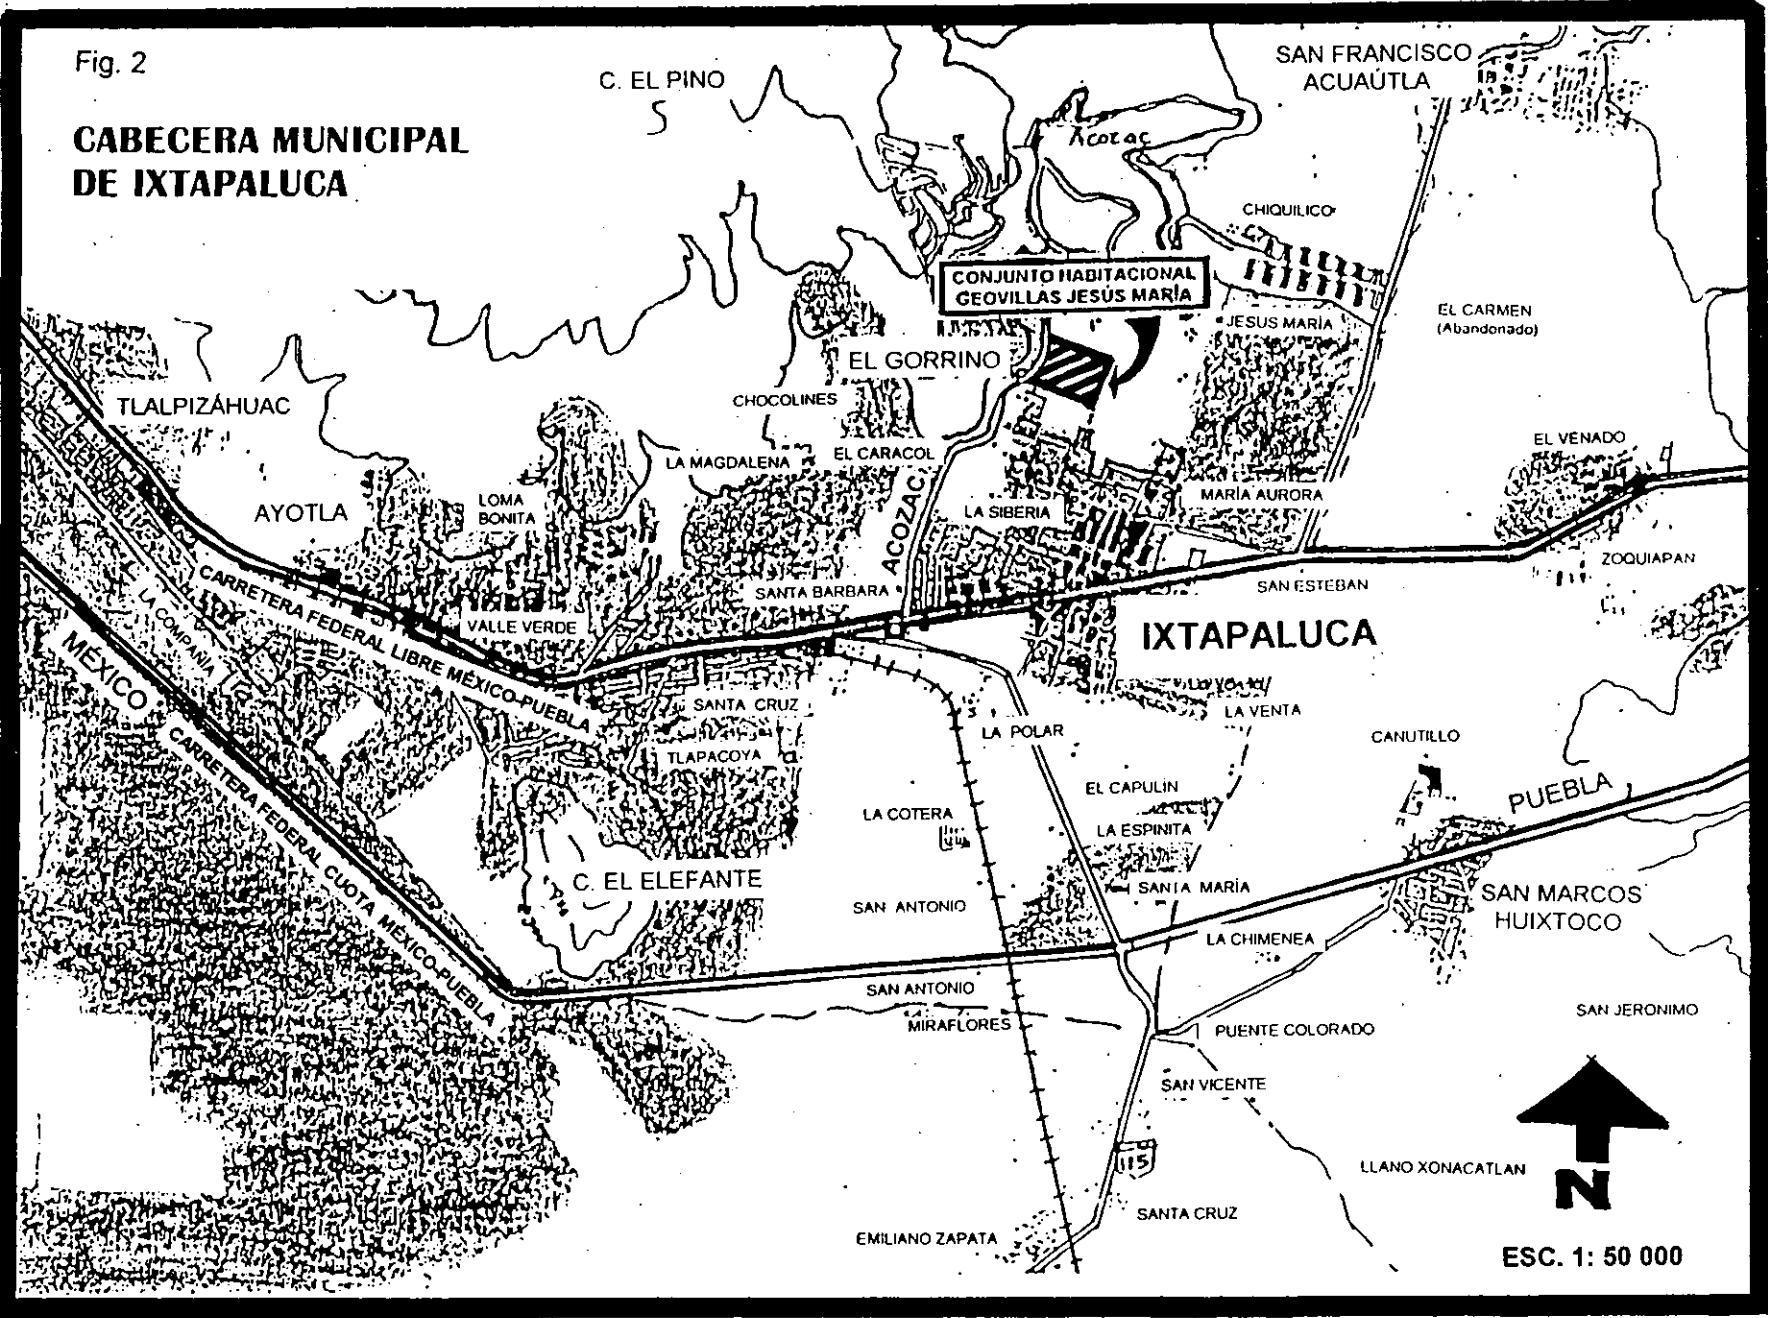 Fig. 2
CABECERA MUNICIPAL
DE IXTAPALUCA
C. EL PINO
SAN FRANCISCO
ACUAÚTLA
Acozac
CHIQUILICO
CONJUNTO HABITACIONAL
GEOVILLAS JESÚS MARÍA
JESUS MARÍA
EL CARMEN
(Abandonado)
EL GORRINO
TLALPIZÁHUAC
CHOCOLINES
LA MAGDALENA
EL CARACOL
EL VENADO
AYOTLA
LOMA
BONITA
ACOZAC
LA SIBERIA
MARÍA AURORA
ZOQUIAPAN
LA COMPAÑÍA
CARRETERA FEDERAL LIBRE MÉXICO-PUEBLA
SANTA BARBARA
SAN ESTEBAN
VALLE VERDE
IXTAPALUCA
MÉXICO
SANTA CRUZ
LA VENTA
LA POLAR
CANUTILLO
TLAPACOYA
CARRETERA FEDERAL CUOTA MÉXICO-PUEBLA
EL CAPULÍN
PUEBLA
LA COTERA
LA ESPINITA
C. EL ELEFANTE
SANTA MARÍA
SAN MARCOS
HUIXTOCO
SAN ANTONIO
LA CHIMENEA
SAN ANTONIO
MIRAFLORES
PUENTE COLORADO
SAN JERONIMO
SAN VICENTE
115
LLANO XONACATLAN
N
SANTA CRUZ
EMILIANO ZAPATA
ESC. 1: 50 000